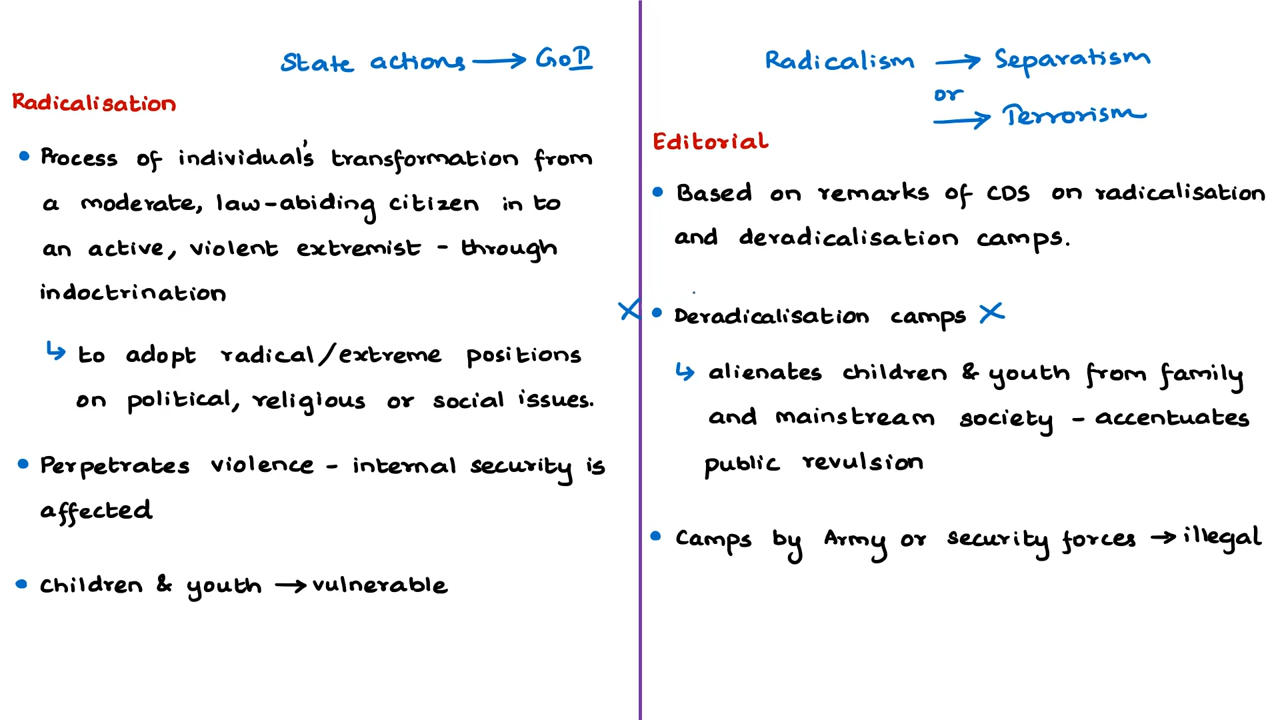 State actions → GoP
Radicalisation
• Process of individual's transformation from
a moderate, law-abiding citizen in to
an active, violent extremist - through
indoctrination
↳ to adopt radical/extreme positions
on political, religious or social issues.
• Perpetrates violence - internal security is
affected
• Children & youth → vulnerable
Radicalism → Separatism
or
→ Terrorism
Editorial
• Based on remarks of CDS on radicalisation
and deradicalisation camps.
X • Deradicalisation camps X
↳ alienates children & youth from family
and mainstream society - accentuates
public revulsion
• Camps by Army or security forces → illegal